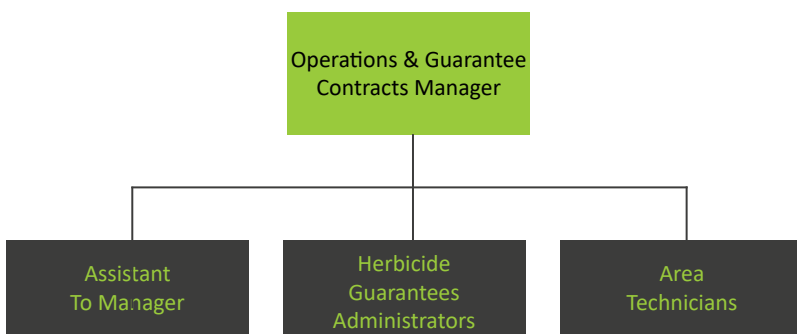 Operations & Guarantee
Contracts Manager
Assistant
To Manager
Herbicide
Guarantees
Administrators
Area
Technicians